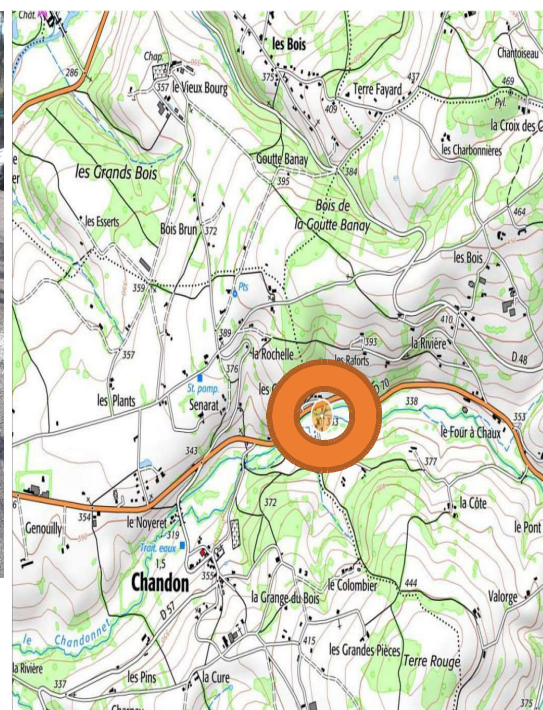 Chât.
les Bois
Chantoiseau
286
Chap.
357
le Vieux Bourg
375
Terre Fayard
437
469
409
Pyl.
la Croix des
les Grands Bois
Goutte Banay
395
384
les Charbonnières
Bois de
la Goutte Banay
464
les Esserts
Bois Brun
372
les Bois
359
Pts
389
410
357
la Rochelle
393
la Rivière
376
les Raforts
D 48
St. pomp.
les
70
les Plants
Senarat
338
353
343
le Four à Chaux
377
Genouilly
354
le Noyeret
372
la Côte
319
le Pont
Trait. eaux
1,5
355
Chandon
le Colombier
444
la Grange du Bois
Valorge
le Chandonnet
D 57
415
les Grandes Pièces
Terre Rouge
la Rivière
337
les Pins
la Cure
375